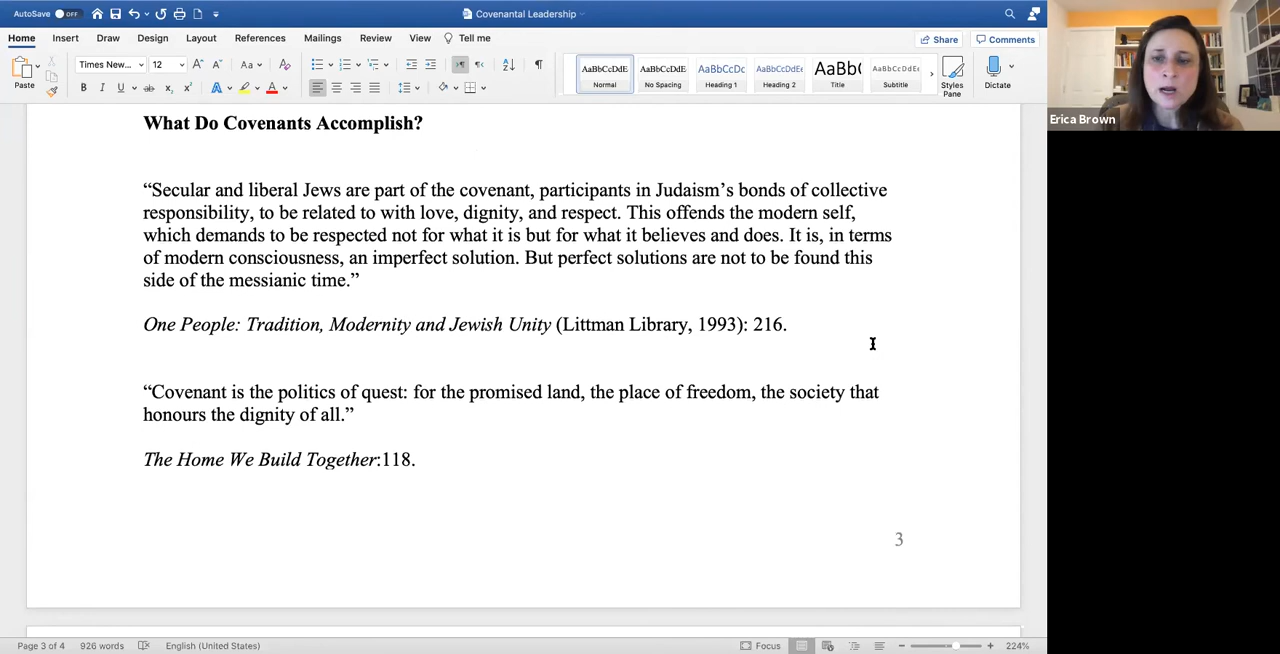 AutoSave OFF
Covenantal Leadership
Home Insert Draw Design Layout References Mailings Review View Tell me
Share Comments
Paste
Times New... 12
Aa
B I U ab x₂ x² A A
AaBbCcDdE AaBbCcDdE AaBbCcDc AaBbCcDdEe AaBb( AaBbCcDdEe
Normal No Spacing Heading 1 Heading 2 Title Subtitle
Styles Pane
Dictate
Erica Brown
What Do Covenants Accomplish?
“Secular and liberal Jews are part of the covenant, participants in Judaism’s bonds of collective
responsibility, to be related to with love, dignity, and respect. This offends the modern self,
which demands to be respected not for what it is but for what it believes and does. It is, in terms
of modern consciousness, an imperfect solution. But perfect solutions are not to be found this
side of the messianic time.”
One People: Tradition, Modernity and Jewish Unity (Littman Library, 1993): 216.
“Covenant is the politics of quest: for the promised land, the place of freedom, the society that
honours the dignity of all.”
The Home We Build Together:118.
3
Page 3 of 4 926 words English (United States) Focus 224%